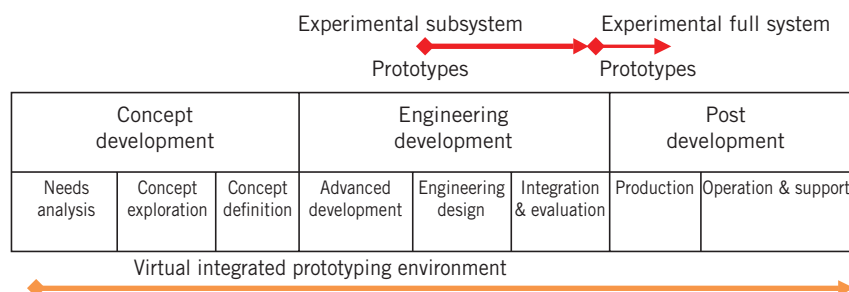 Experimental subsystem
Experimental full system
Prototypes
Prototypes
Concept
development
Engineering
development
Post
development
Needs
analysis
Concept
exploration
Concept
definition
Advanced
development
Engineering
design
Integration
& evaluation
Production
Operation & support
Virtual integrated prototyping environment